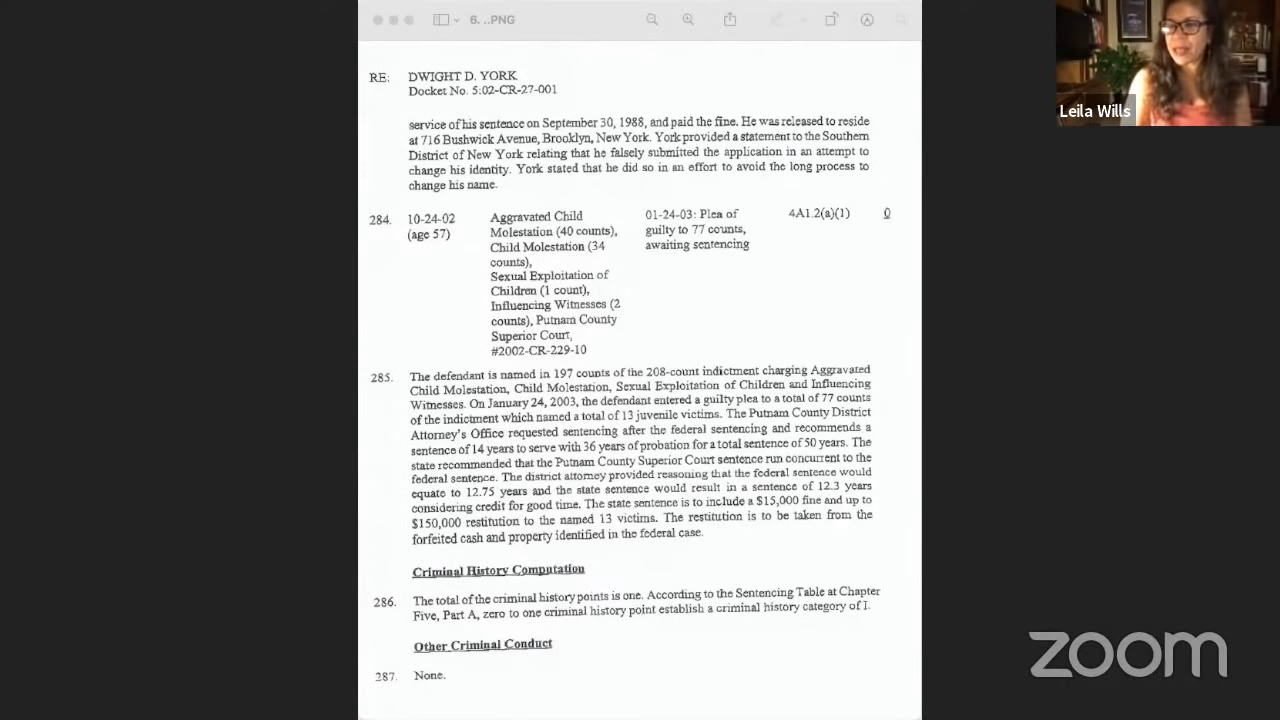 6. ..PNG
RE: DWIGHT D. YORK
Docket No. 5:02-CR-27-001
service of his sentence on September 30, 1988, and paid the fine. He was released to reside
at 716 Bushwick Avenue, Brooklyn, New York. York provided a statement to the Southern
District of New York relating that he falsely submitted the application in an attempt to
change his identity. York stated that he did so in an effort to avoid the long process to
change his name.
284. 10-24-02 Aggravated Child 01-24-03: Plea of 4A1.2(a)(1) 0
(age 57) Molestation (40 counts), guilty to 77 counts,
Child Molestation (34 awaiting sentencing
counts),
Sexual Exploitation of
Children (1 count),
Influencing Witnesses (2
counts), Putnam County
Superior Court,
#2002-CR-229-10
285. The defendant is named in 197 counts of the 208-count indictment charging Aggravated
Child Molestation, Child Molestation, Sexual Exploitation of Children and Influencing
Witnesses. On January 24, 2003, the defendant entered a guilty plea to a total of 77 counts
of the indictment which named a total of 13 juvenile victims. The Putnam County District
Attorney's Office requested sentencing after the federal sentencing and recommends a
sentence of 14 years to serve with 36 years of probation for a total sentence of 50 years. The
state recommended that the Putnam County Superior Court sentence run concurrent to the
federal sentence. The district attorney provided reasoning that the federal sentence would
equate to 12.75 years and the state sentence would result in a sentence of 12.3 years
considering credit for good time. The state sentence is to include a $15,000 fine and up to
$150,000 restitution to the named 13 victims. The restitution is to be taken from the
forfeited cash and property identified in the federal case.
Criminal History Computation
286. The total of the criminal history points is one. According to the Sentencing Table at Chapter
Five, Part A, zero to one criminal history point establish a criminal history category of I.
Other Criminal Conduct
287. None.
Leila Wills
zoom